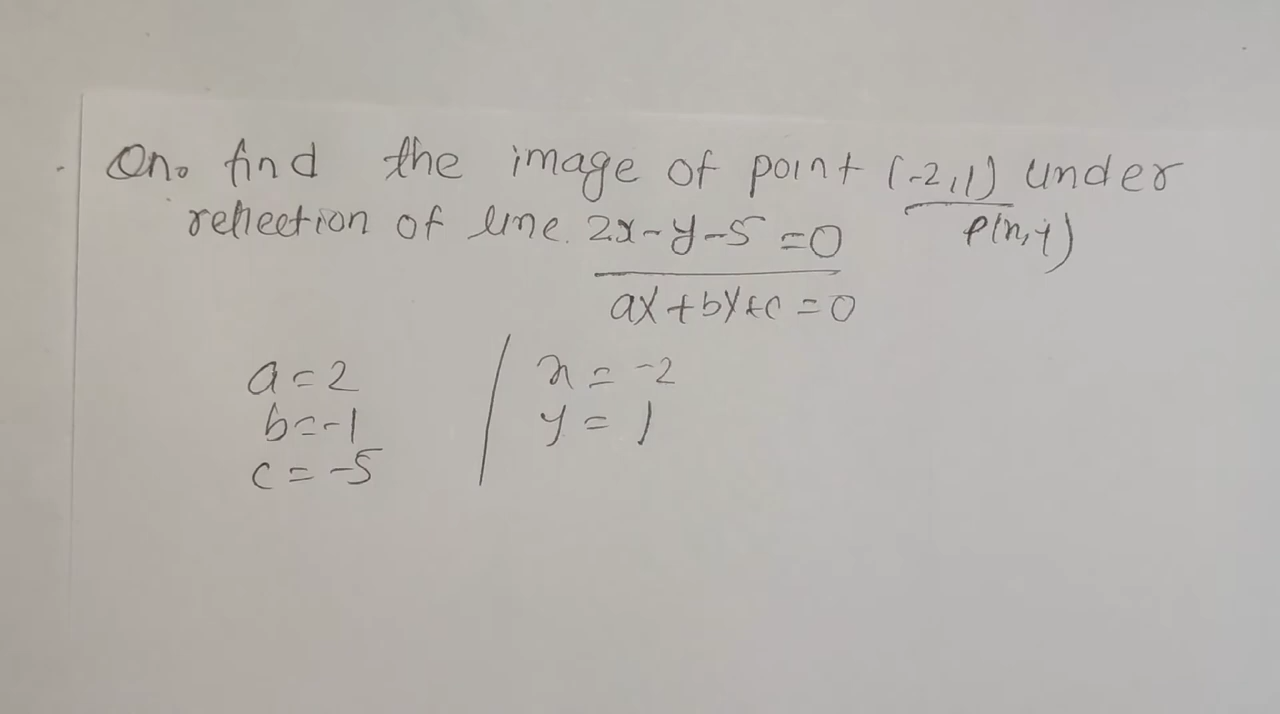 Qn. find the image of point (-2,1) under
reflection of line. 2x-y-5=0 P(x,y)
ax+by+c=0
a=2 x=-2
b=-1 y=1
c=-5